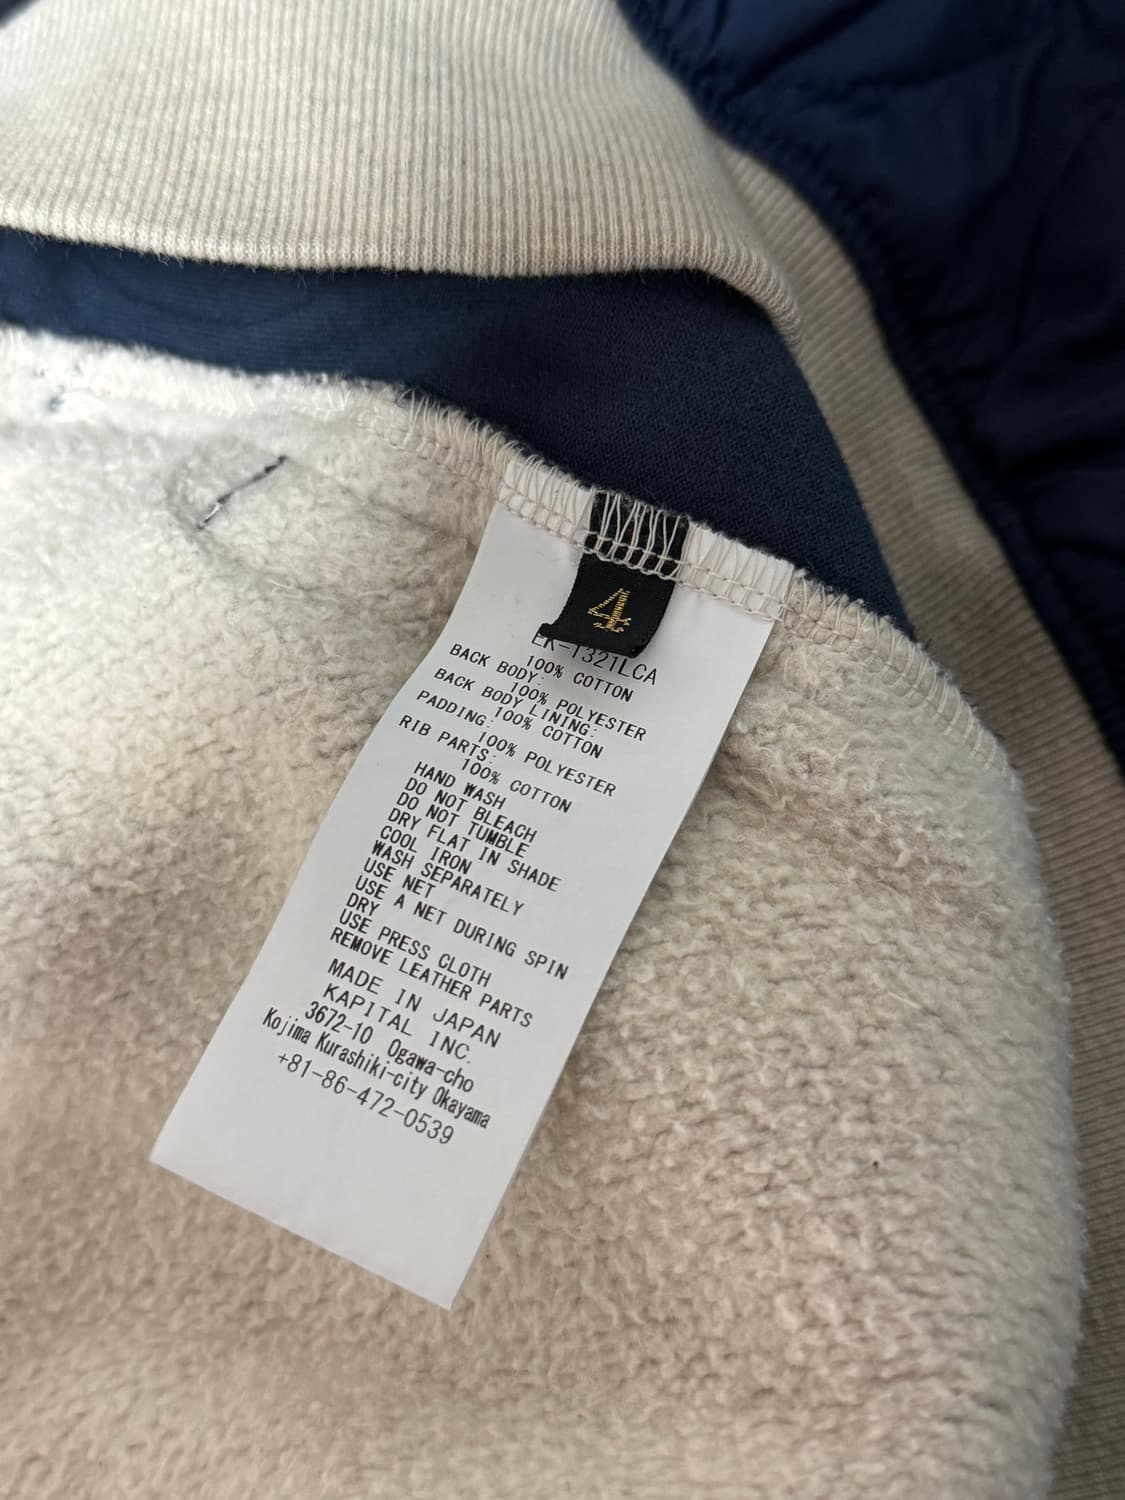 4
EK-1321LCA
100% COTTON
BACK BODY:
100% POLYESTER
BACK BODY LINING:
100% COTTON
PADDING:
100% POLYESTER
RIB PARTS:
100% COTTON
HAND WASH
DO NOT BLEACH
DO NOT TUMBLE
DRY FLAT IN SHADE
COOL IRON
WASH SEPARATELY
USE NET
USE A NET DURING SPIN
DRY
USE PRESS CLOTH
REMOVE LEATHER PARTS
MADE IN JAPAN
KAPITAL INC.
3672-10 Ogawa-cho
Kojima Kurashiki-city Okayama
+81-86-472-0539